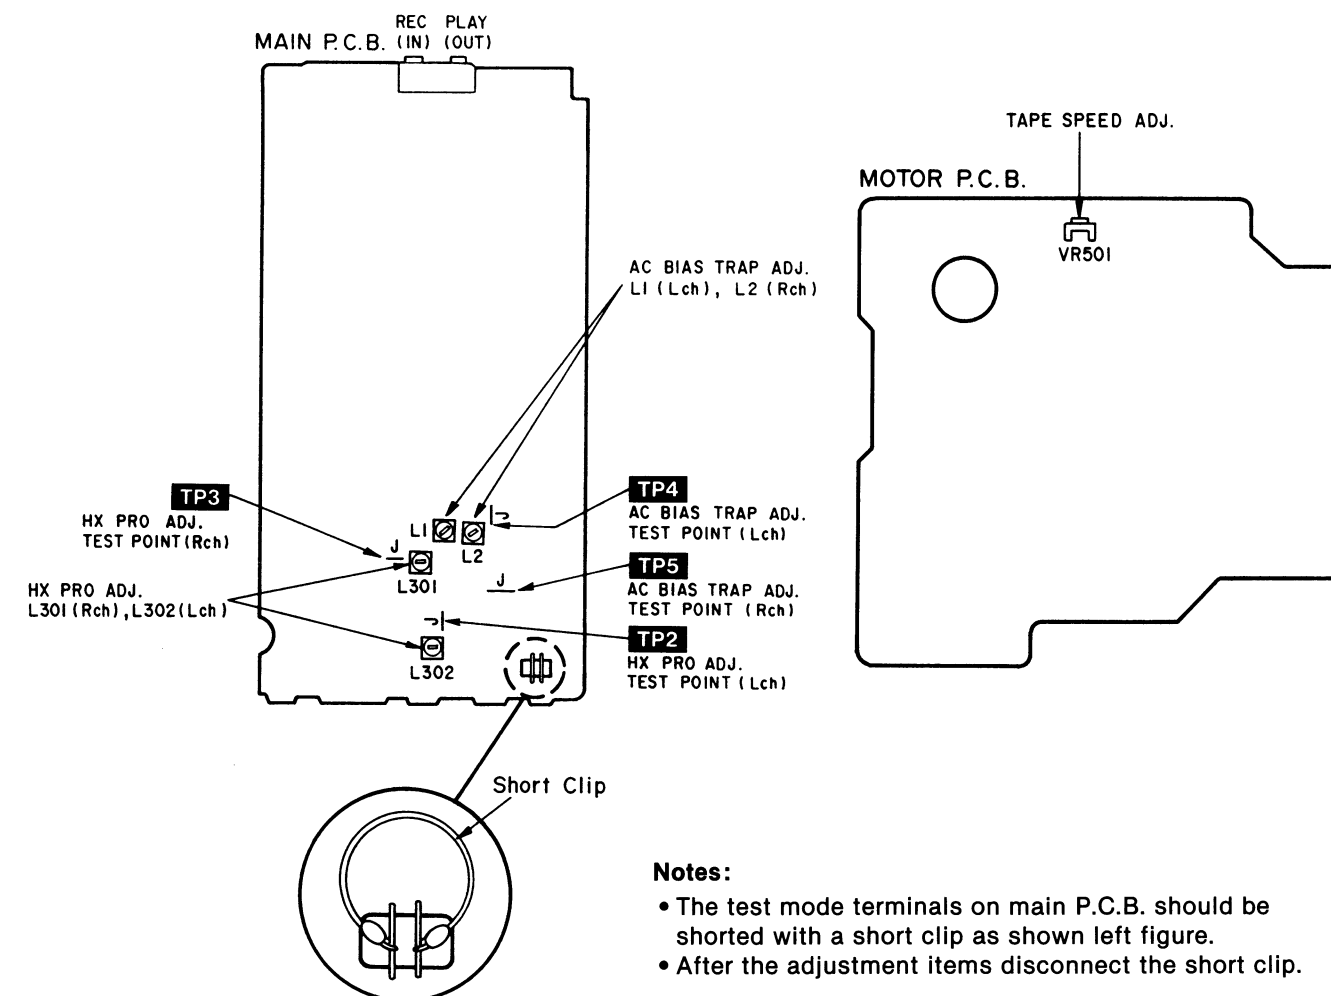 REC PLAY
MAIN P.C.B. (IN) (OUT)
TAPE SPEED ADJ.
MOTOR P.C.B.
VR501
AC BIAS TRAP ADJ.
L1 (Lch), L2 (Rch)
TP3
HX PRO ADJ.
TEST POINT (Rch)
TP4
AC BIAS TRAP ADJ.
TEST POINT (Lch)
L1
L2
J
J
L301
TP5
AC BIAS TRAP ADJ.
TEST POINT (Rch)
J
HX PRO ADJ.
L301 (Rch), L302 (Lch)
J
L302
TP2
HX PRO ADJ.
TEST POINT (Lch)
Short Clip
Notes:
• The test mode terminals on main P.C.B. should be
shorted with a short clip as shown left figure.
• After the adjustment items disconnect the short clip.